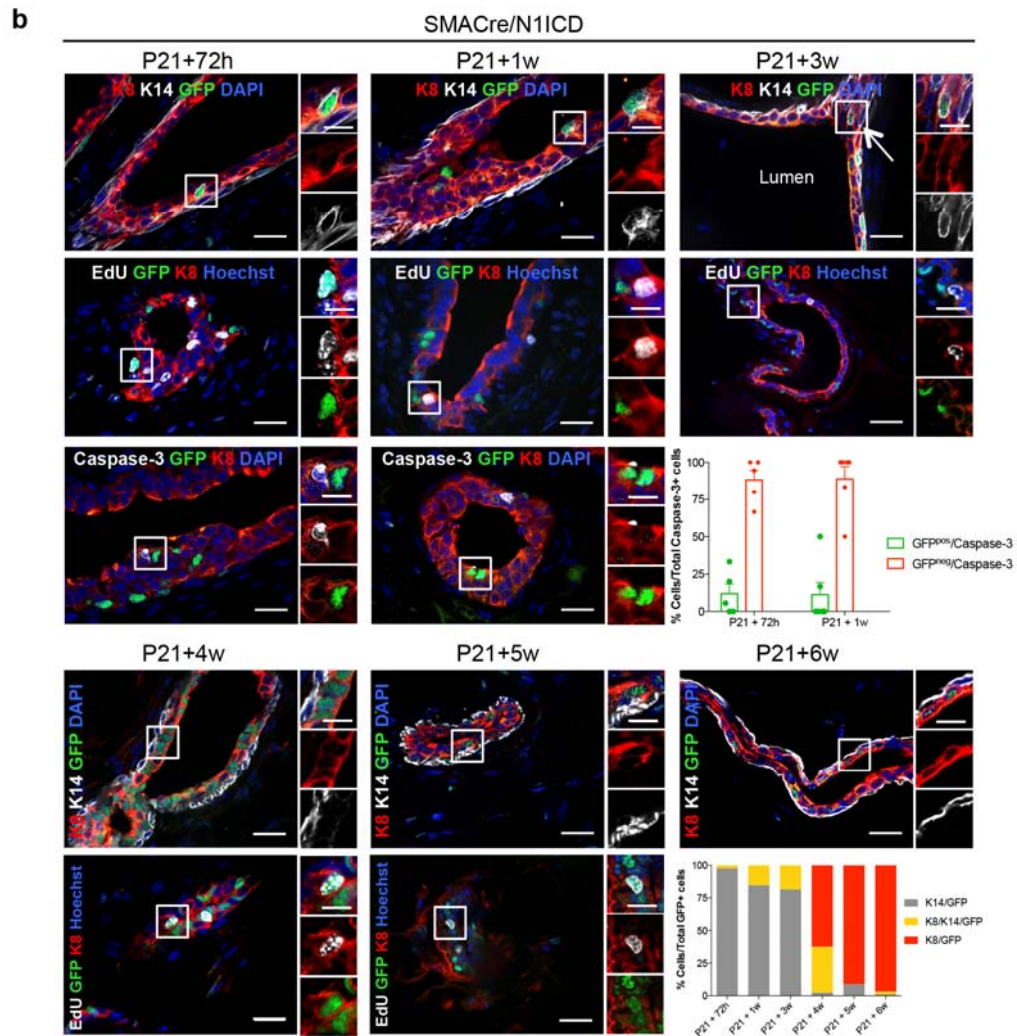 b
SMACre/N1ICD
P21+72h P21+1w P21+3w
K8 K14 GFP DAPI K8 K14 GFP DAPI K8 K14 GFP DAPI
Lumen
EdU GFP K8 Hoechst EdU GFP K8 Hoechst EdU GFP K8 Hoechst
Caspase-3 GFP K8 DAPI Caspase-3 GFP K8 DAPI
% Cells/Total Caspase-3+ cells
100
75
50
25
0
P21 + 72h P21 + 1w
GFPpos/Caspase-3
GFPneg/Caspase-3
P21+4w P21+5w P21+6w
K8 K14 GFP DAPI K8 K14 GFP DAPI K8 K14 GFP DAPI
EdU GFP K8 Hoechst EdU GFP K8 Hoechst
% Cells/Total GFP+ cells
100
75
50
25
0
P21 + 72h P21 + 1w P21 + 3w P21 + 4w P21 + 5w P21 + 6w
K14/GFP
K8/K14/GFP
K8/GFP